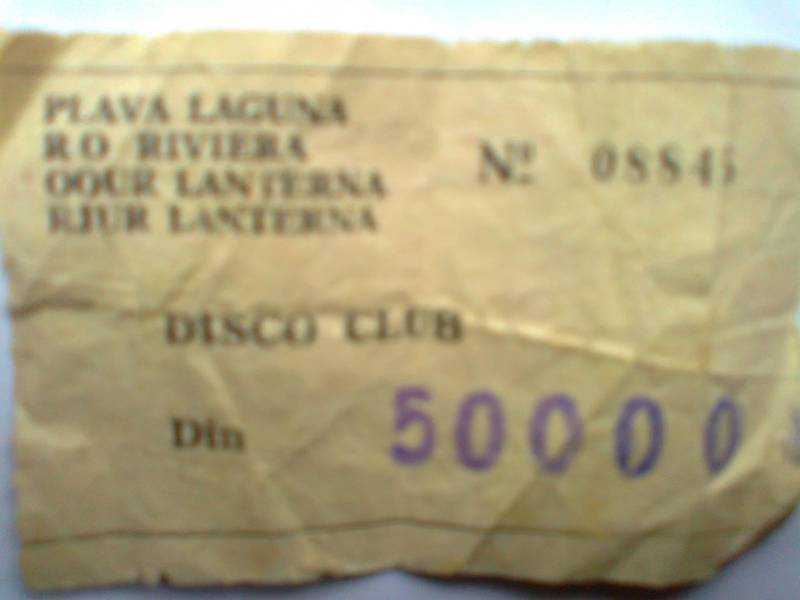 PLAVA LAGUNA
RO RIVIERA
OOUR LANTERNA
RJUR LANTERNA
Nº 08845
DISCO CLUB
Din 50000